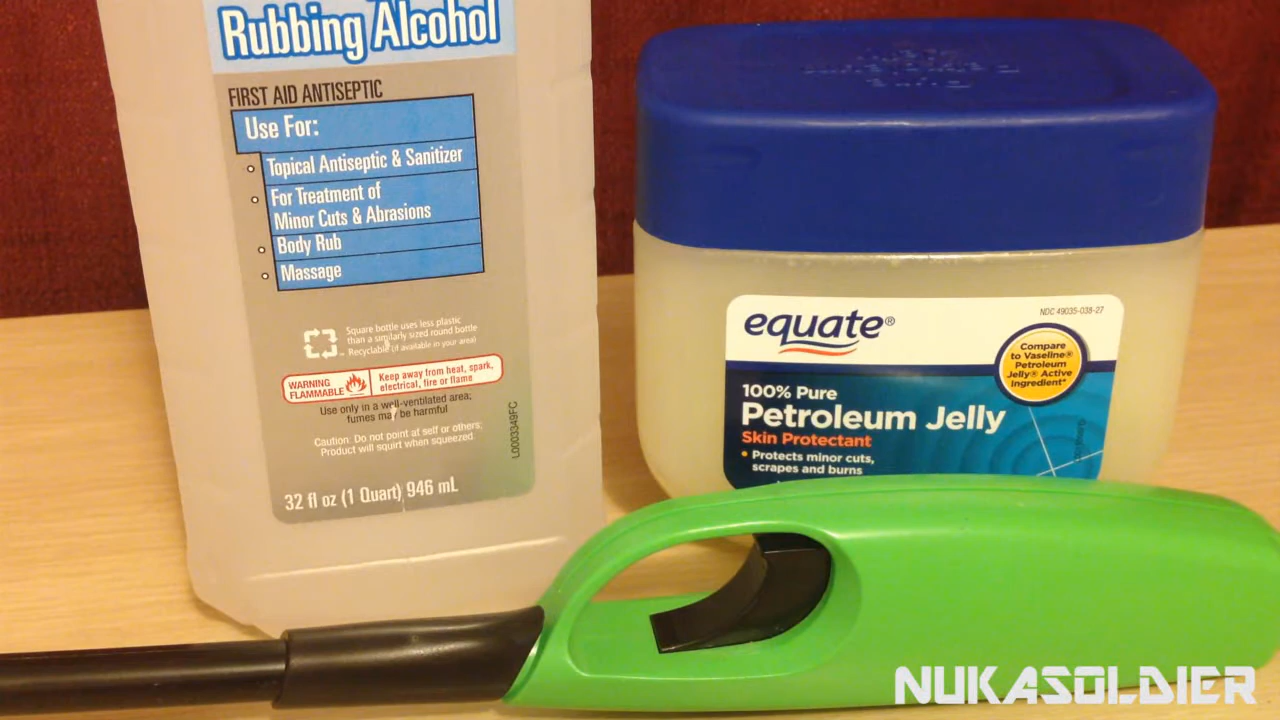 Rubbing Alcohol
FIRST AID ANTISEPTIC
Use For:
Topical Antiseptic & Sanitizer
For Treatment of
Minor Cuts & Abrasions
Body Rub
Massage
Square bottle uses less plastic
than a similarly sized round bottle
Recyclable (if available in your area)
WARNING
FLAMMABLE
Keep away from heat, spark,
electrical, fire or flame
Use only in a well-ventilated area;
fumes may be harmful
Caution: Do not point at self or others;
Product will squirt when squeezed
L0003349FC
32 fl oz (1 Quart) 946 mL
equate®
NDC 49035-038-27
Compare
to Vaseline®
Petroleum
Jelly® Active
Ingredient*
100% Pure
Petroleum Jelly
Skin Protectant
• Protects minor cuts,
scrapes and burns
NUKASOLDIER